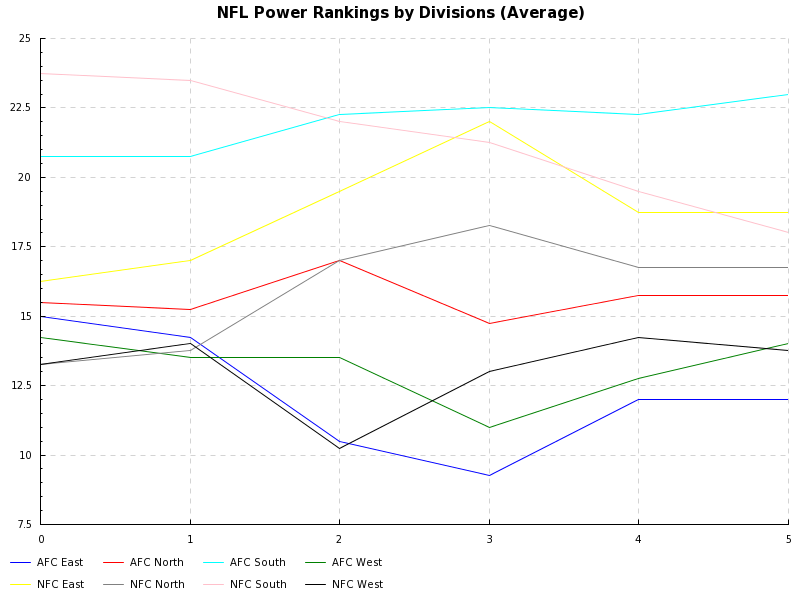 NFL Power Rankings by Divisions (Average)
25
22.5
20
17.5
15
12.5
10
7.5
0 1 2 3 4 5
AFC East AFC North AFC South AFC West
NFC East NFC North NFC South NFC West